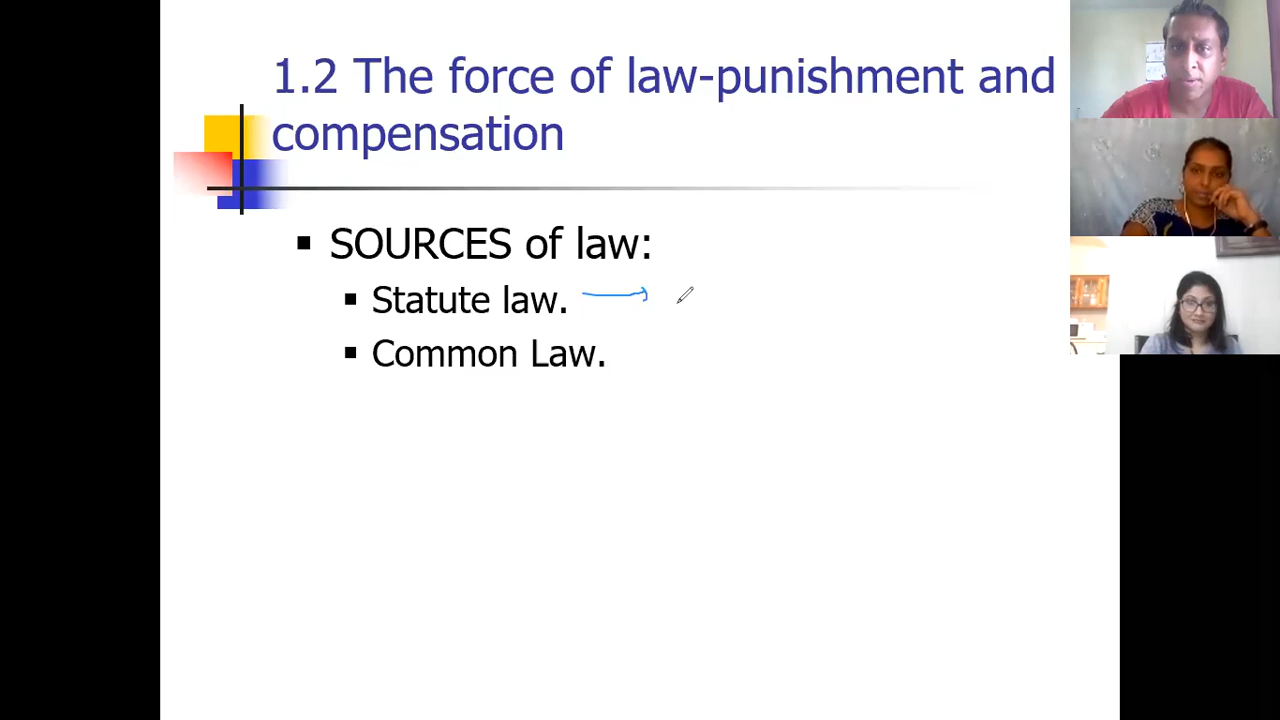 1.2 The force of law-punishment and
compensation
SOURCES of law:
Statute law.
Common Law.